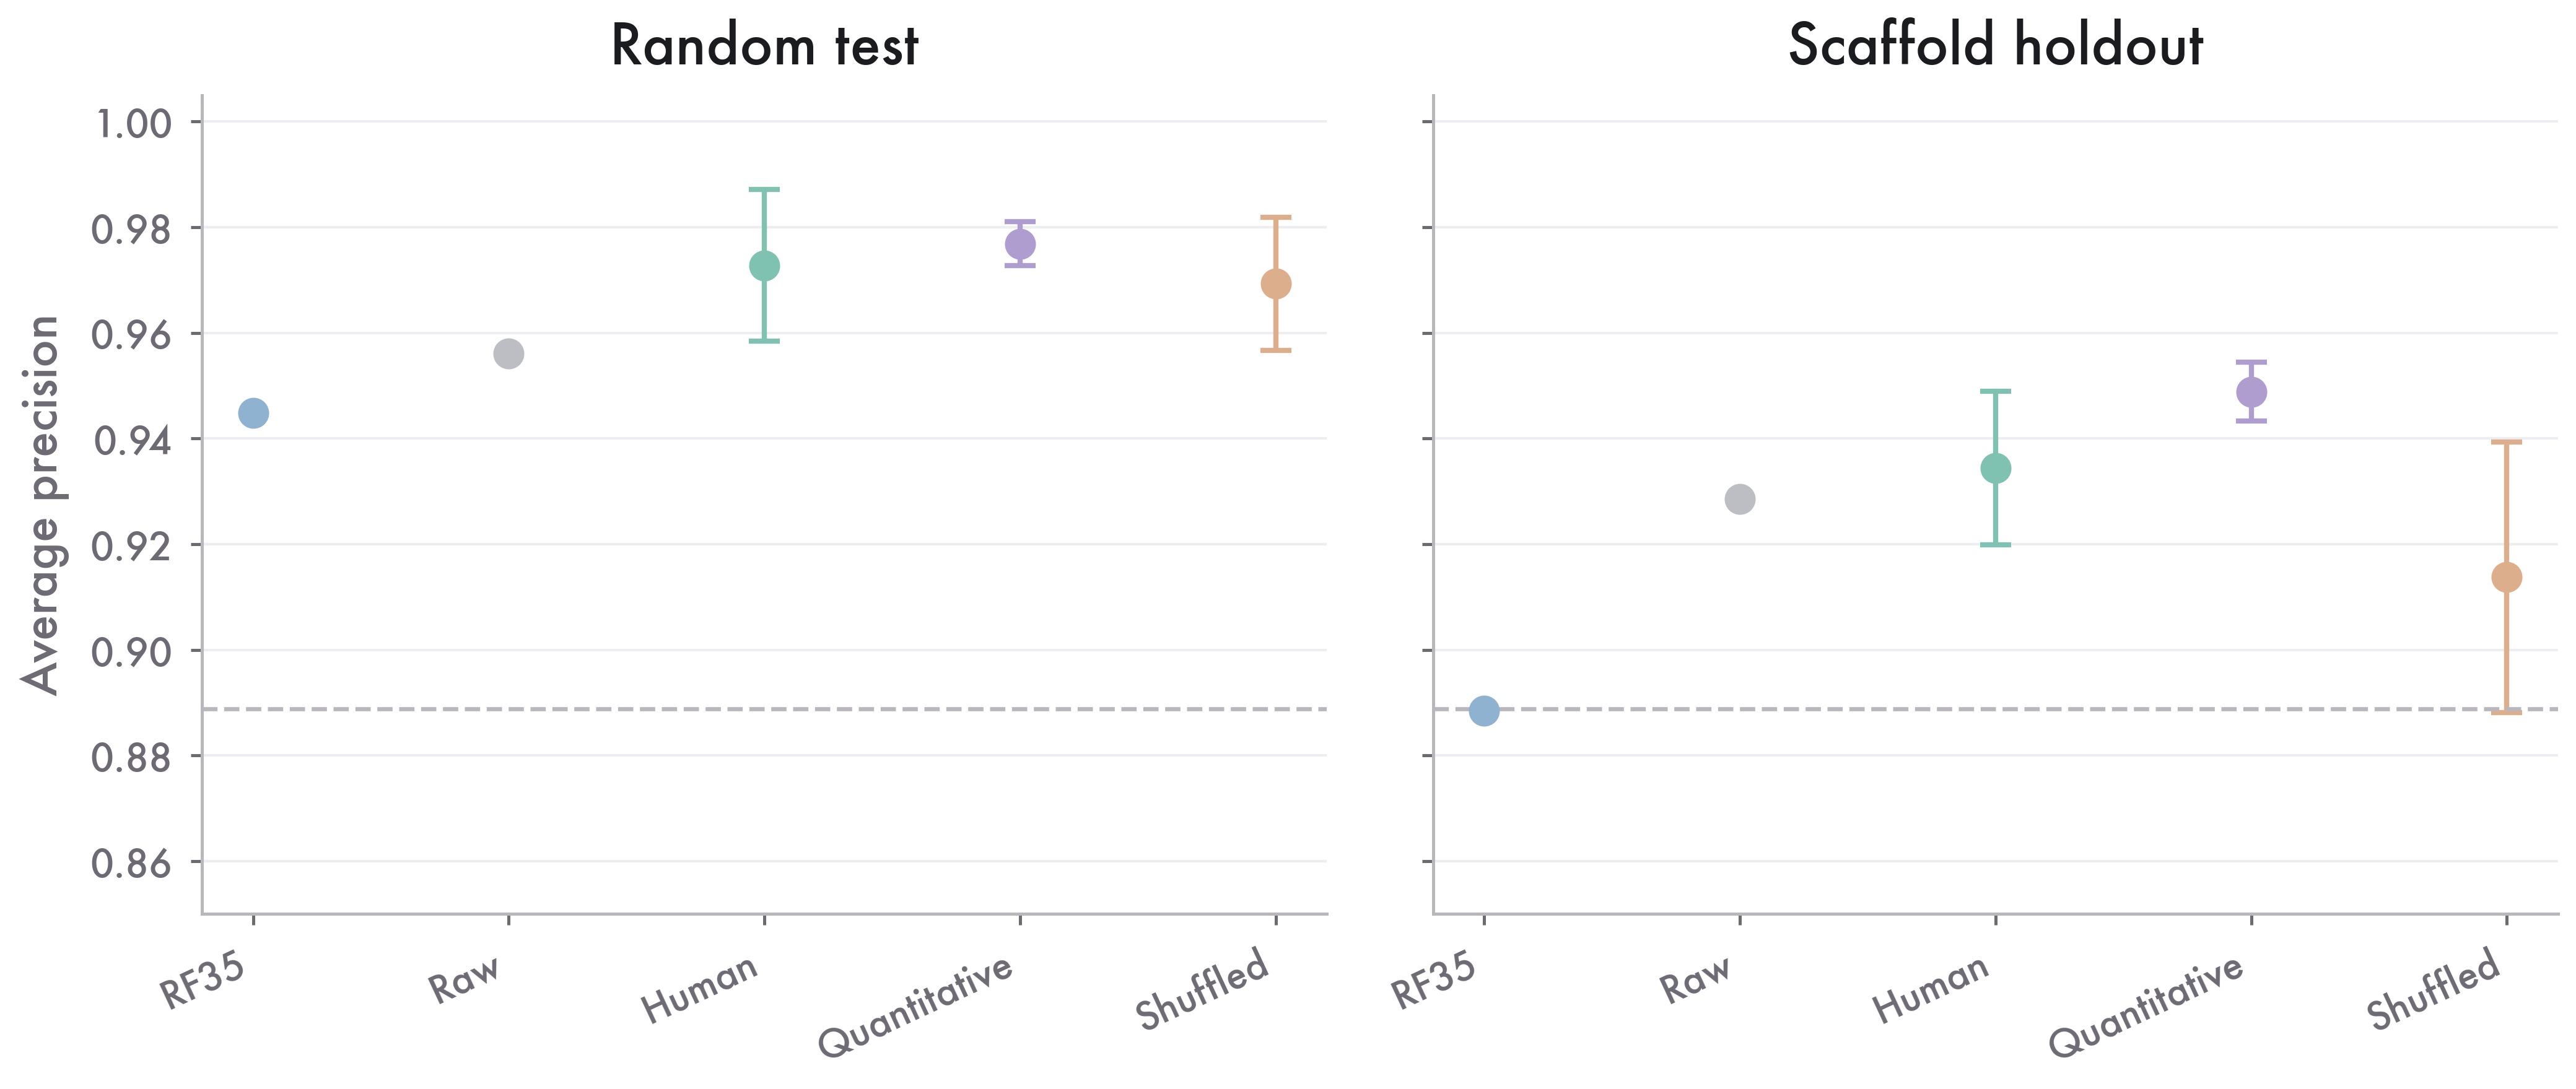 Random test
Scaffold holdout
Average precision
1.00
0.98
0.96
0.94
0.92
0.90
0.88
0.86
RF35
Raw
Human
Quantitative
Shuffled
RF35
Raw
Human
Quantitative
Shuffled